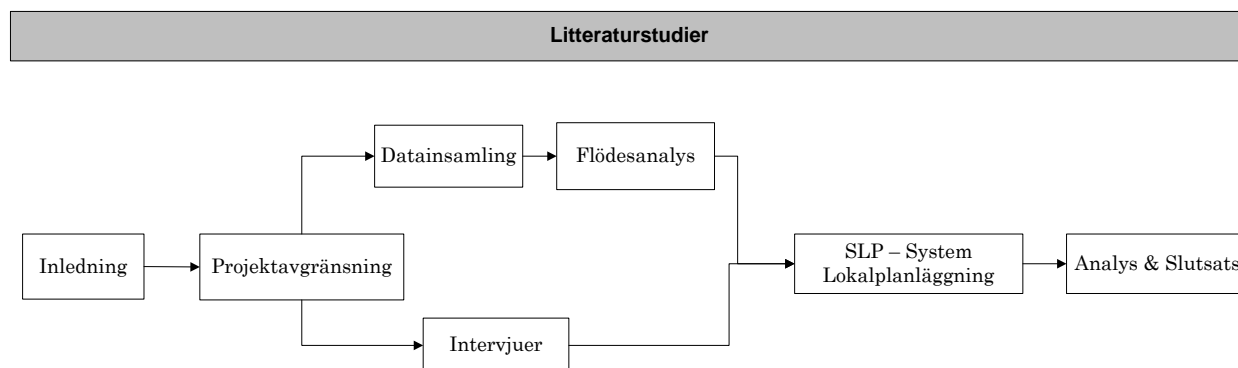 Litteraturstudier
Datainsamling
Flödesanalys
Inledning
Projektavgränsning
SLP – System
Lokalplanläggning
Analys & Slutsats
Intervjuer